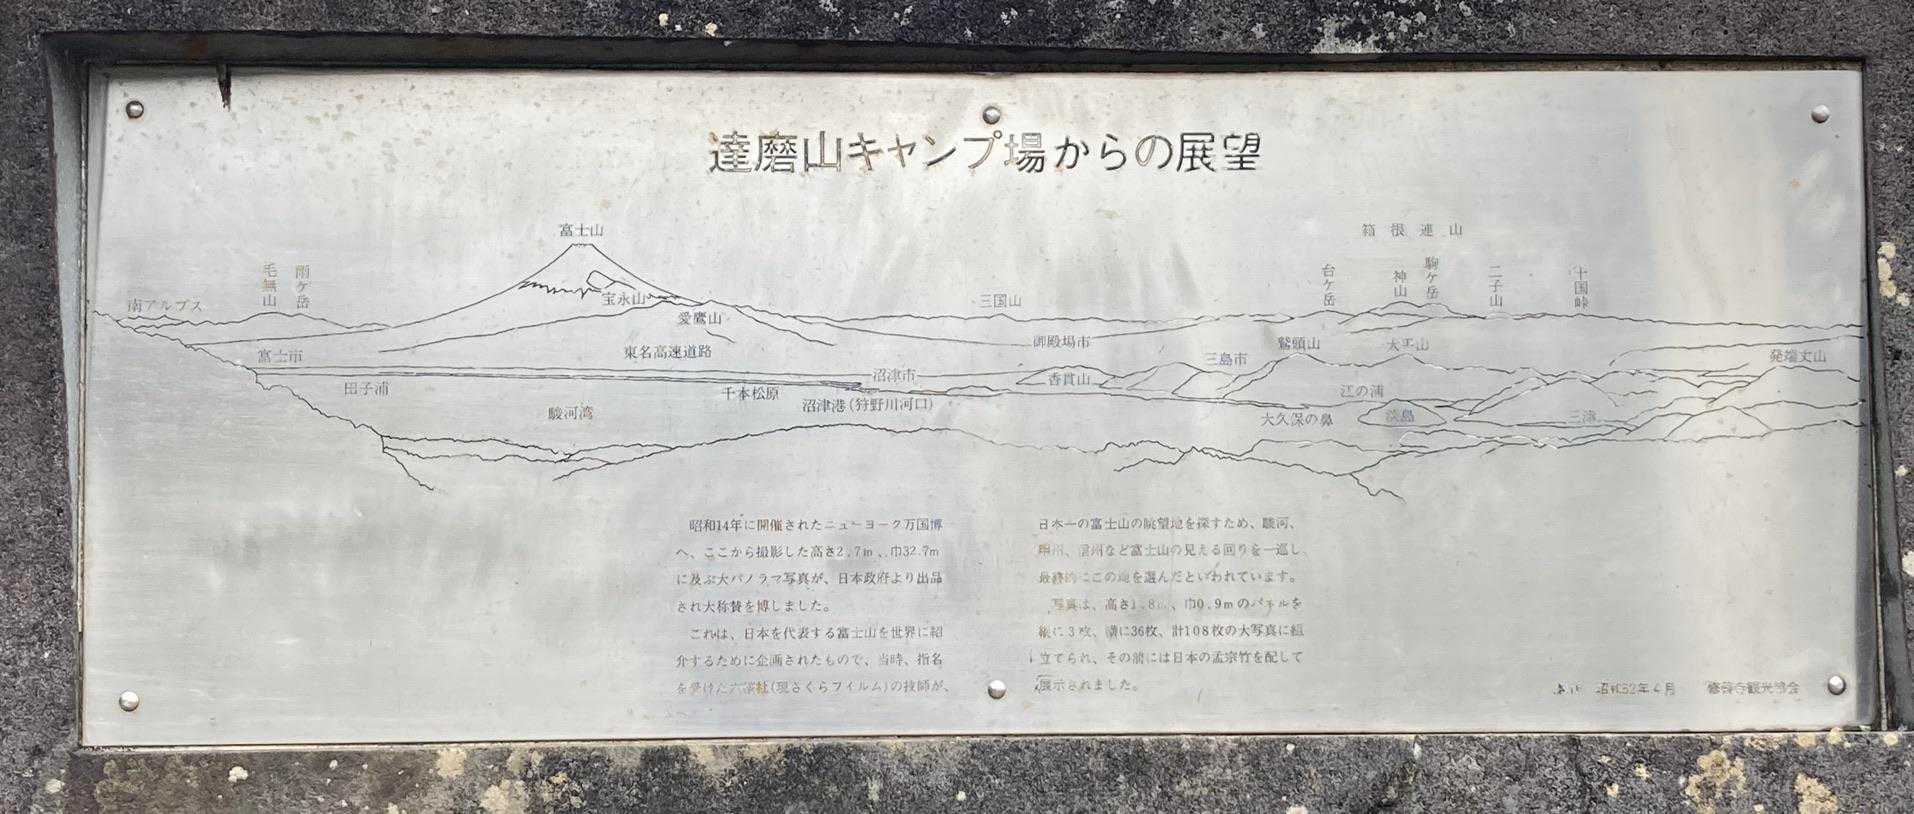 達磨山キャンプ場からの展望
富士山
箱根連山
毛無山
雨ヶ岳
台ヶ岳
神山
駒ヶ岳
二子山
十国峠
南アルプス
宝永山
三国山
愛鷹山
御殿場市
鷲頭山
大平山
富士市
東名高速道路
三島市
発端丈山
沼津市
香貫山
田子浦
千本松原
江の浦
沼津港(狩野川河口)
駿河湾
大久保の鼻
淡島
三津
昭和14年に開催されたニューヨーク万国博
へ、ここから撮影した高さ2.7m、巾32.7m
に及ぶ大パノラマ写真が、日本政府より出品
され大称賛を博しました。
これは、日本を代表する富士山を世界に紹
介するために企画されたもので、当時、指名
を受けた六桜社(現さくらフイルム)の技師が、
日本一の富士山の眺望地を探すため、駿河、
甲州、信州など富士山の見える回りを一巡し、
最終的にこの地を選んだといわれています。
写真は、高さ1.8m、巾0.9mのパネルを
縦に3枚、横に36枚、計108枚の大写真に組
立てられ、その前には日本の孟宗竹を配して
展示されました。
昭和52年4月 修善寺観光協会